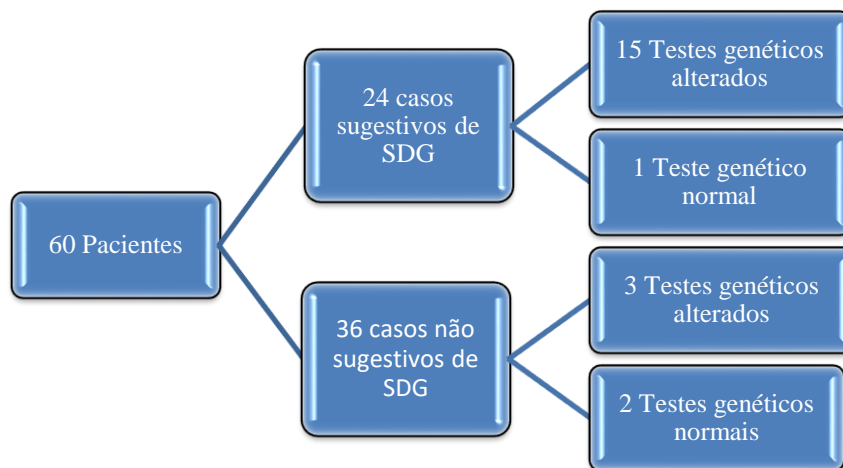 60 Pacientes
24 casos
sugestivos de
SDG
15 Testes genéticos
alterados
1 Teste genético
normal
36 casos não
sugestivos de
SDG
3 Testes genéticos
alterados
2 Testes genéticos
normais